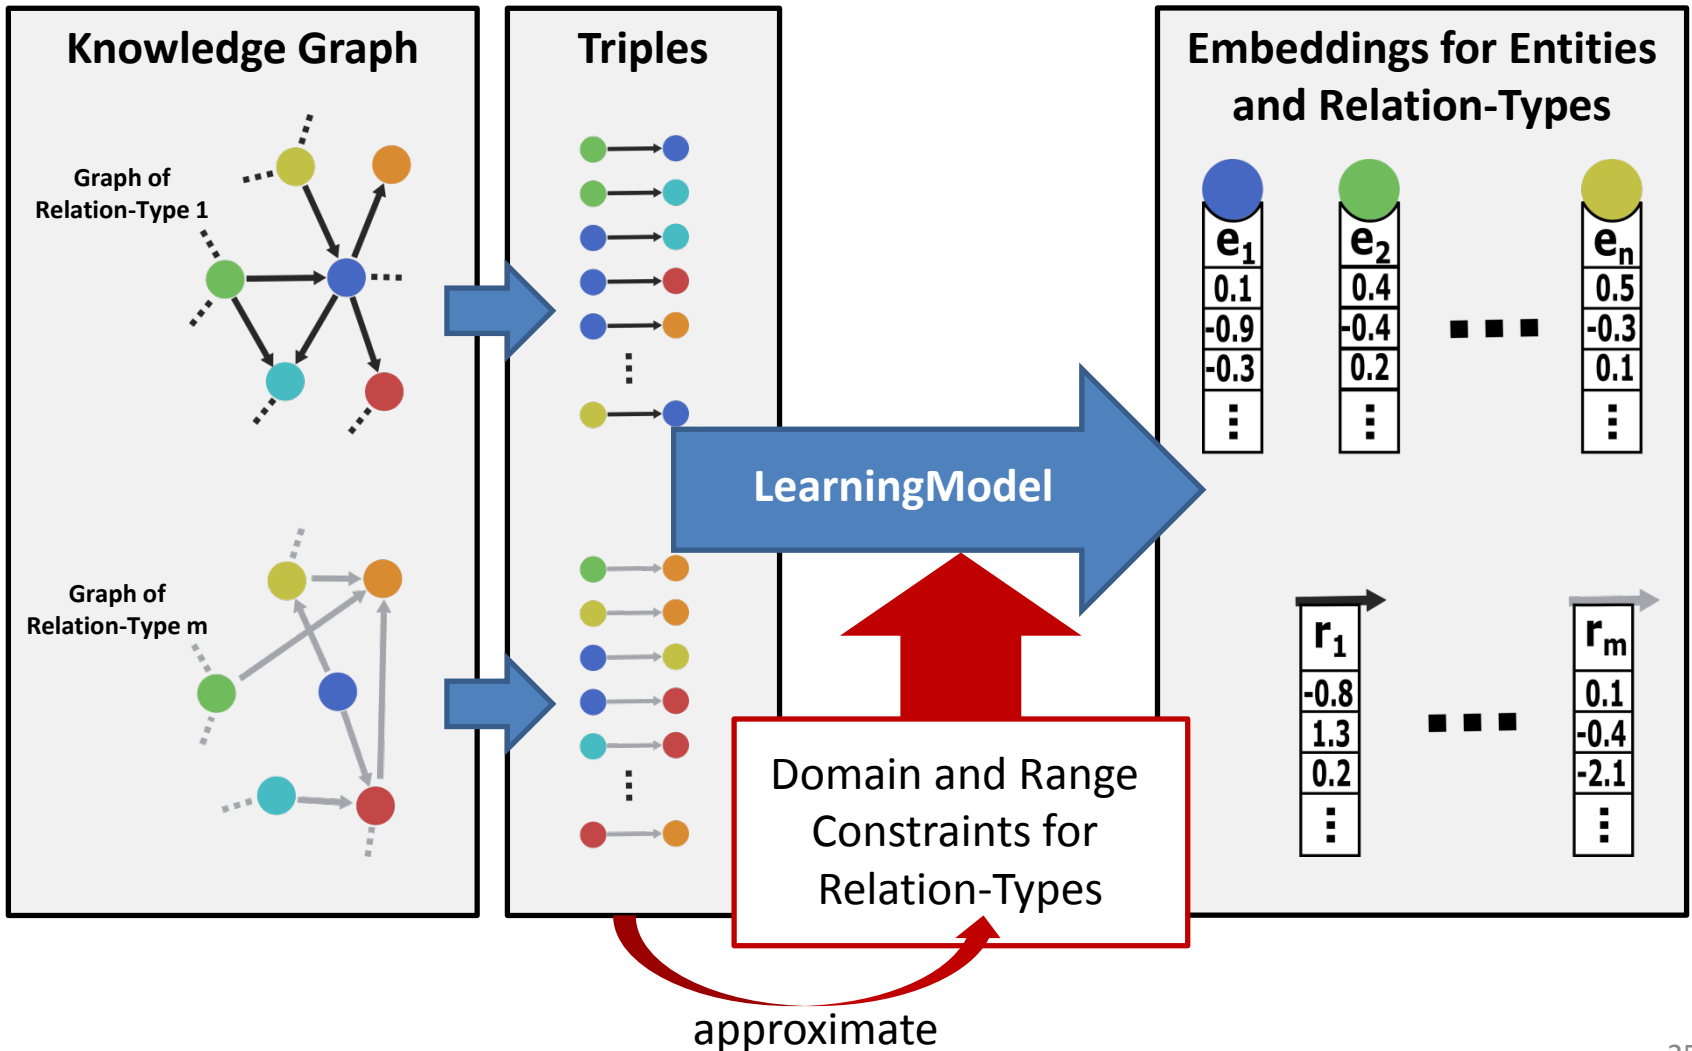 Knowledge Graph
Graph of
Relation-Type 1
Graph of
Relation-Type m
Triples
LearningModel
Domain and Range
Constraints for
Relation-Types
approximate
Embeddings for Entities
and Relation-Types
e1 e2 en
0.1 0.4 0.5
-0.9 -0.4 -0.3
-0.3 0.2 0.1
r1 rm
-0.8 0.1
1.3 -0.4
0.2 -2.1